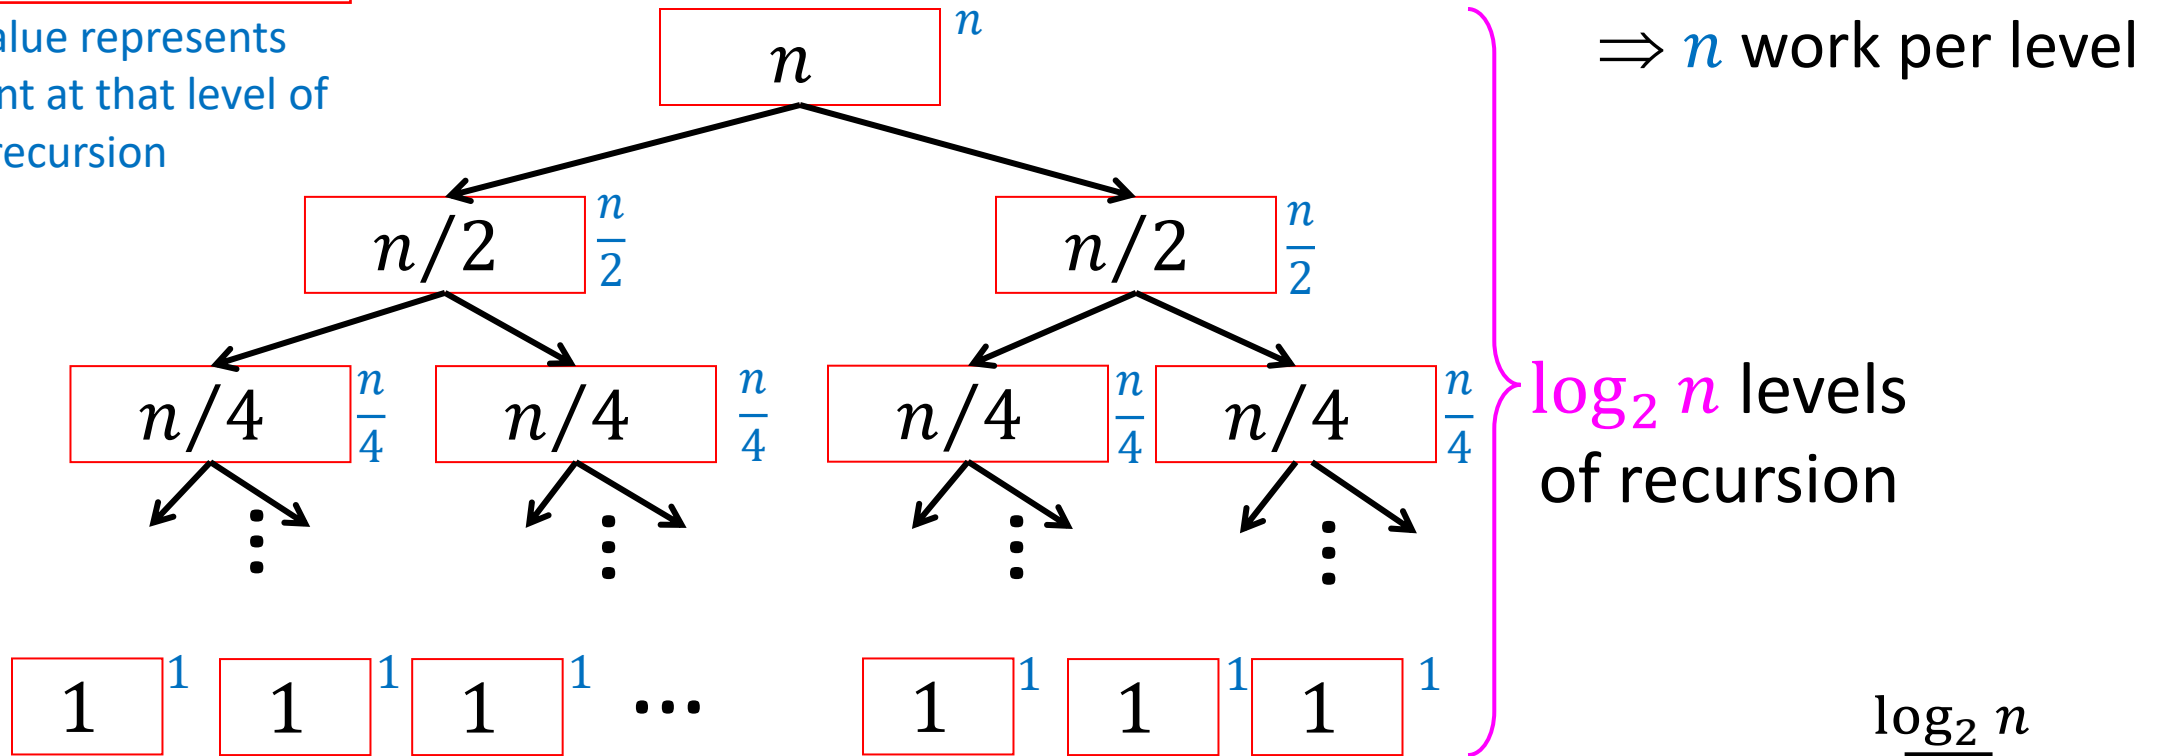 alue represents
nt at that level of
recursion
n n
⇒ n work per level
n/2 n/2 n/2 n/2
n/4 n/4 n/4 n/4 n/4 n/4 n/4 n/4
log₂ n levels
of recursion
1 1 1 1 1 1 ... 1 1 1 1 1 1
log₂ n